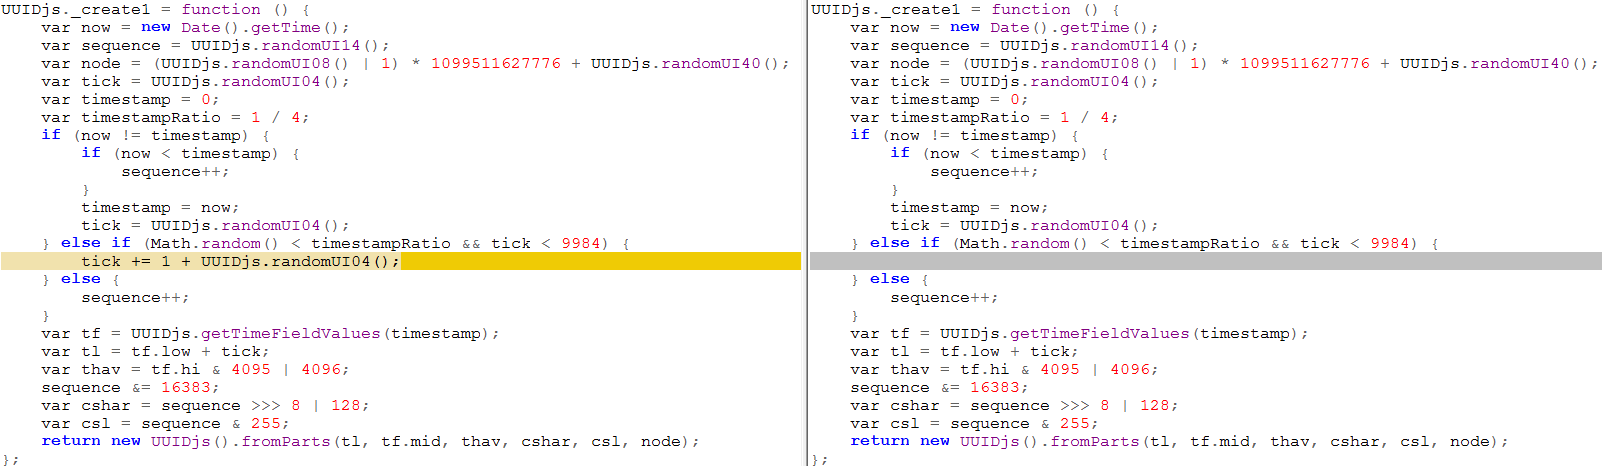 UUIDjs._create1 = function () {
    var now = new Date().getTime();
    var sequence = UUIDjs.randomUI14();
    var node = (UUIDjs.randomUI08() | 1) * 1099511627776 + UUIDjs.randomUI40();
    var tick = UUIDjs.randomUI04();
    var timestamp = 0;
    var timestampRatio = 1 / 4;
    if (now != timestamp) {
        if (now < timestamp) {
            sequence++;
        }
        timestamp = now;
        tick = UUIDjs.randomUI04();
    } else if (Math.random() < timestampRatio && tick < 9984) {
        tick += 1 + UUIDjs.randomUI04();
    } else {
        sequence++;
    }
    var tf = UUIDjs.getTimeFieldValues(timestamp);
    var tl = tf.low + tick;
    var thav = tf.hi & 4095 | 4096;
    sequence &= 16383;
    var cshar = sequence >>> 8 | 128;
    var csl = sequence & 255;
    return new UUIDjs().fromParts(tl, tf.mid, thav, cshar, csl, node);
};
UUIDjs._create1 = function () {
    var now = new Date().getTime();
    var sequence = UUIDjs.randomUI14();
    var node = (UUIDjs.randomUI08() | 1) * 1099511627776 + UUIDjs.randomUI40();
    var tick = UUIDjs.randomUI04();
    var timestamp = 0;
    var timestampRatio = 1 / 4;
    if (now != timestamp) {
        if (now < timestamp) {
            sequence++;
        }
        timestamp = now;
        tick = UUIDjs.randomUI04();
    } else if (Math.random() < timestampRatio && tick < 9984) {
    } else {
        sequence++;
    }
    var tf = UUIDjs.getTimeFieldValues(timestamp);
    var tl = tf.low + tick;
    var thav = tf.hi & 4095 | 4096;
    sequence &= 16383;
    var cshar = sequence >>> 8 | 128;
    var csl = sequence & 255;
    return new UUIDjs().fromParts(tl, tf.mid, thav, cshar, csl, node);
};